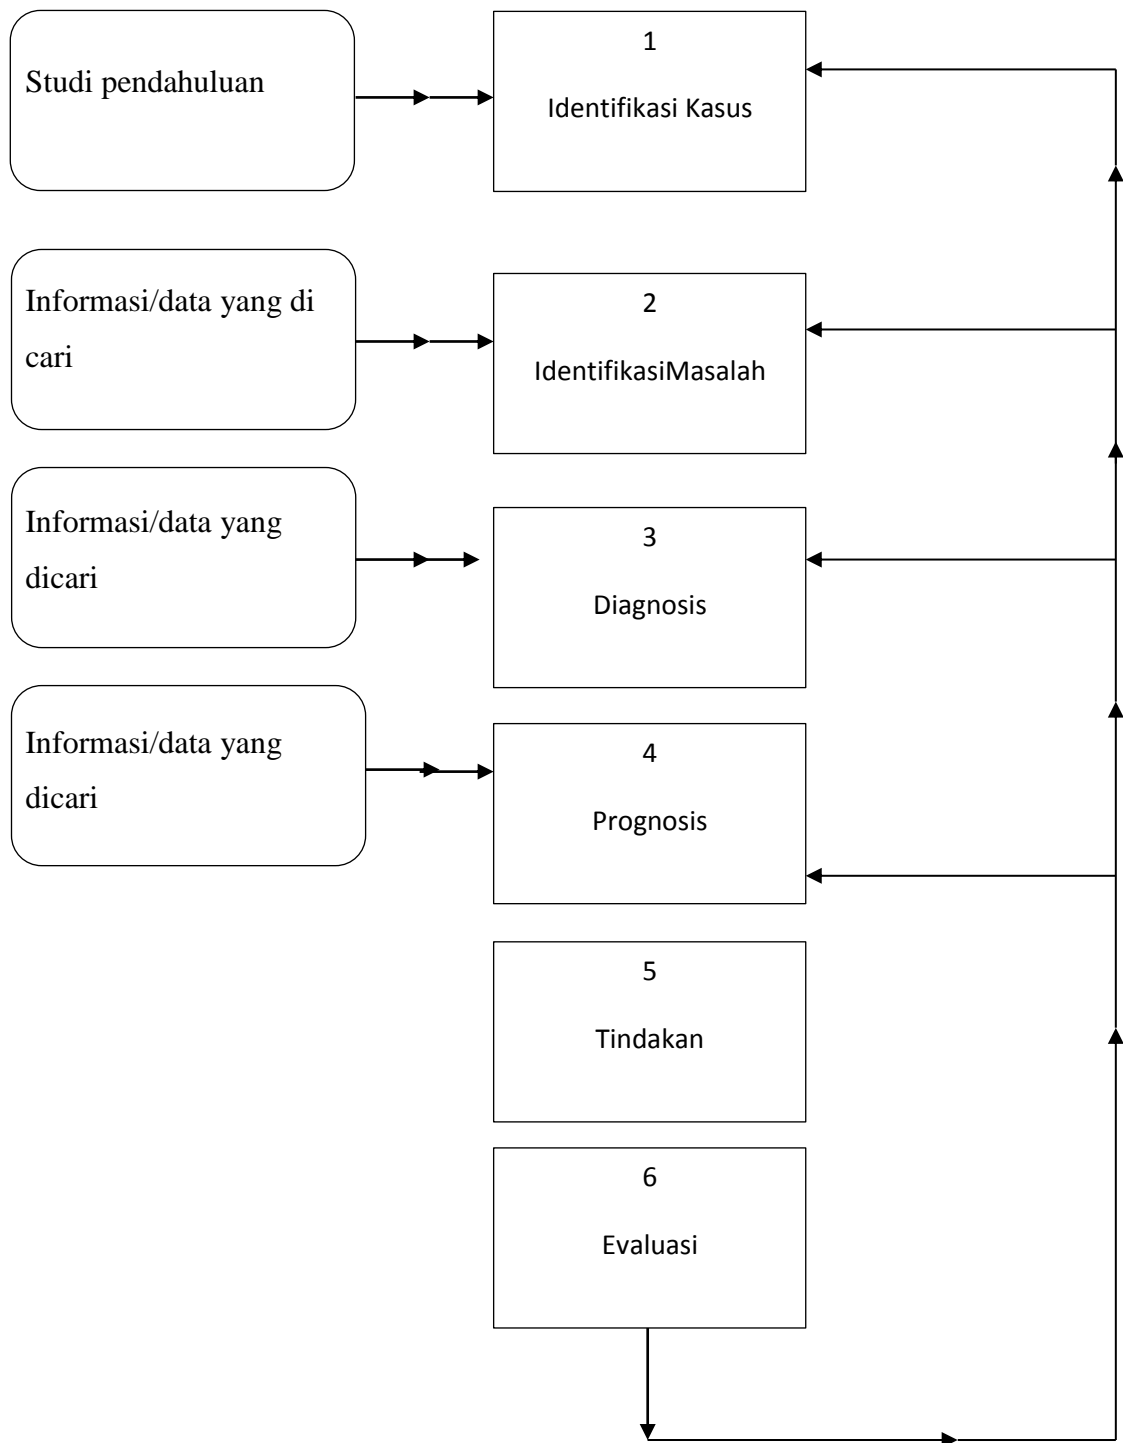 Studi pendahuluan
1
Identifikasi Kasus
Informasi/data yang di
cari
2
IdentifikasiMasalah
Informasi/data yang
dicari
3
Diagnosis
Informasi/data yang
dicari
4
Prognosis
5
Tindakan
6
Evaluasi